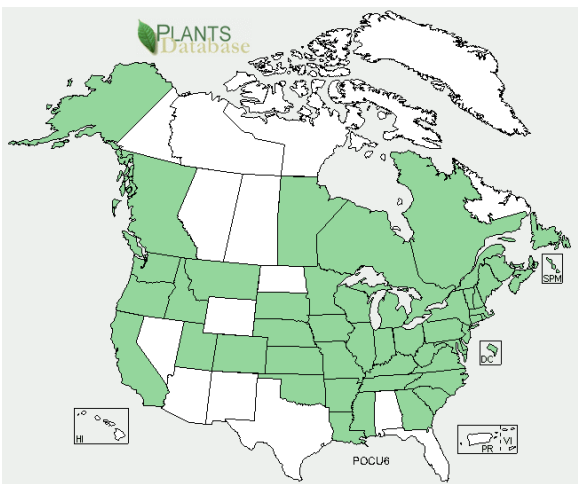 PLANTS
Database
SPM
DC
HI
PR
VI
POCU6